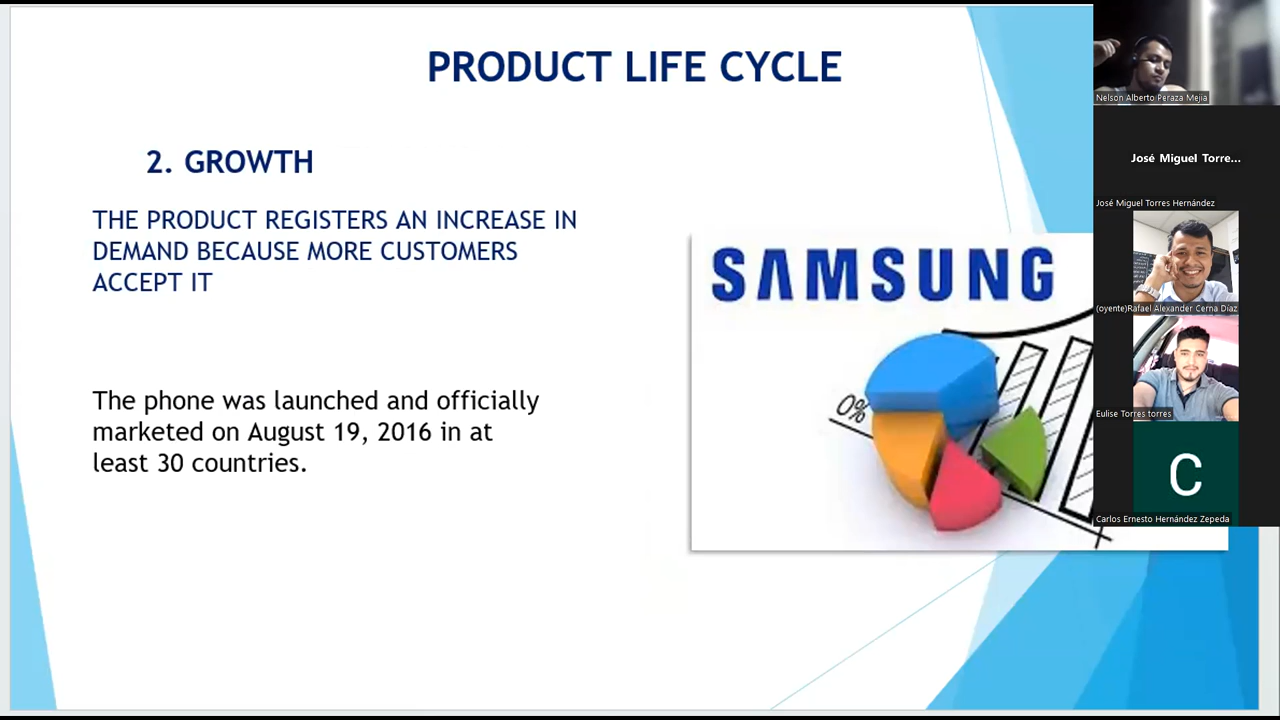 PRODUCT LIFE CYCLE
2. GROWTH
THE PRODUCT REGISTERS AN INCREASE IN
DEMAND BECAUSE MORE CUSTOMERS
ACCEPT IT
The phone was launched and officially
marketed on August 19, 2016 in at
least 30 countries.
SAMSUNG
0%
Nelson Alberto Peraza Mejia
José Miguel Torre...
José Miguel Torres Hernández
(oyente)Rafael Alexander Cerna Díaz
Eulise Torres torres
C
Carlos Ernesto Hernández Zepeda